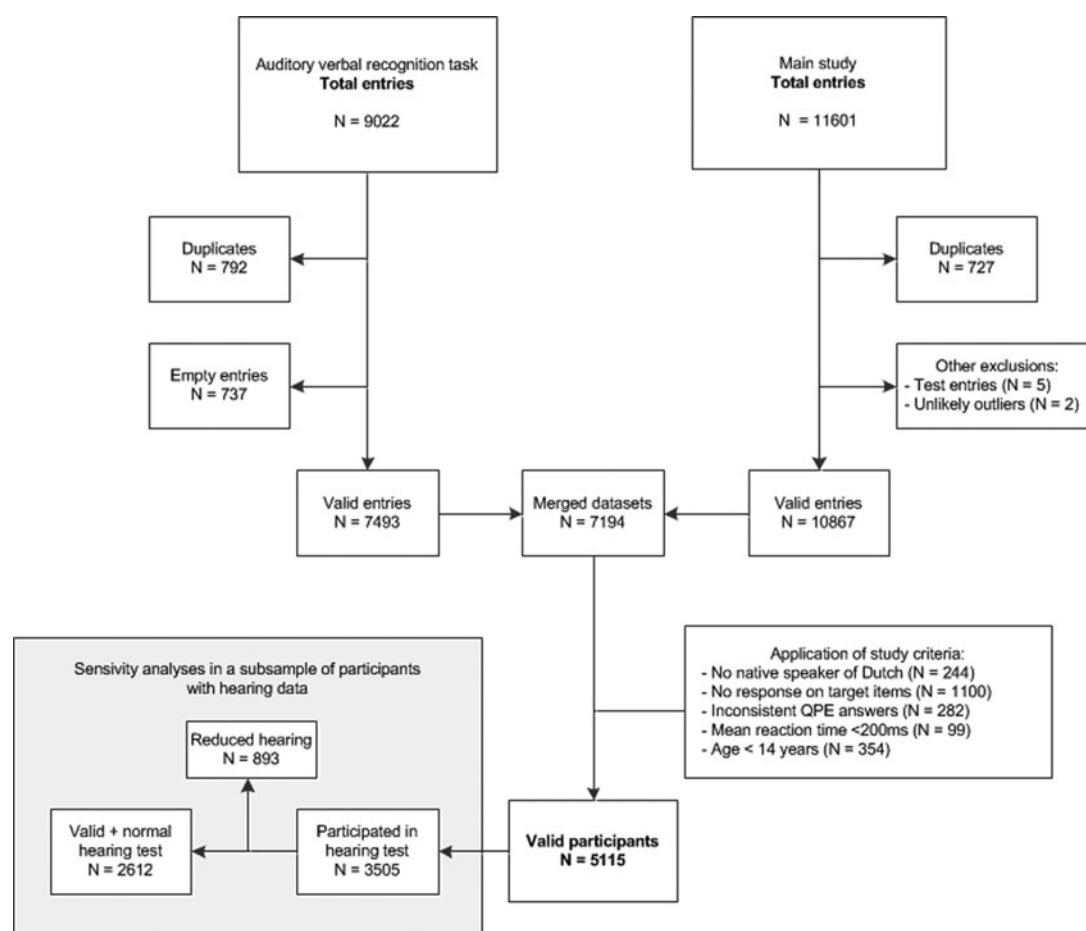 Auditory verbal recognition task
Total entries
N = 9022
Main study
Total entries
N = 11601
Duplicates
N = 792
Duplicates
N = 727
Empty entries
N = 737
Other exclusions:
- Test entries (N = 5)
- Unlikely outliers (N = 2)
Valid entries
N = 7493
Merged datasets
N = 7194
Valid entries
N = 10867
Sensivity analyses in a subsample of participants
with hearing data
Application of study criteria:
- No native speaker of Dutch (N = 244)
- No response on target items (N = 1100)
- Inconsistent QPE answers (N = 282)
- Mean reaction time <200ms (N = 99)
- Age < 14 years (N = 354)
Reduced hearing
N = 893
Valid + normal
hearing test
N = 2612
Participated in
hearing test
N = 3505
Valid participants
N = 5115